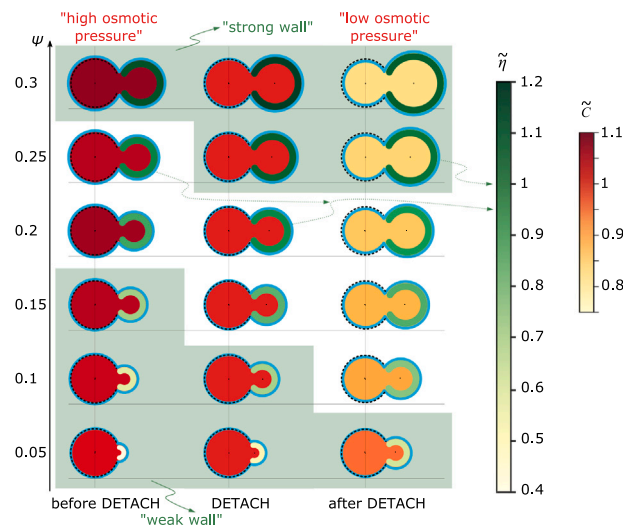 "high osmotic
pressure"
"strong wall"
"low osmotic
pressure"
ψ
0.3
0.25
0.2
0.15
0.1
0.05
before DETACH
DETACH
after DETACH
"weak wall"
η̃
1.2
1.1
1
0.9
0.8
0.7
0.6
0.5
0.4
c̃
1.1
1
0.9
0.8